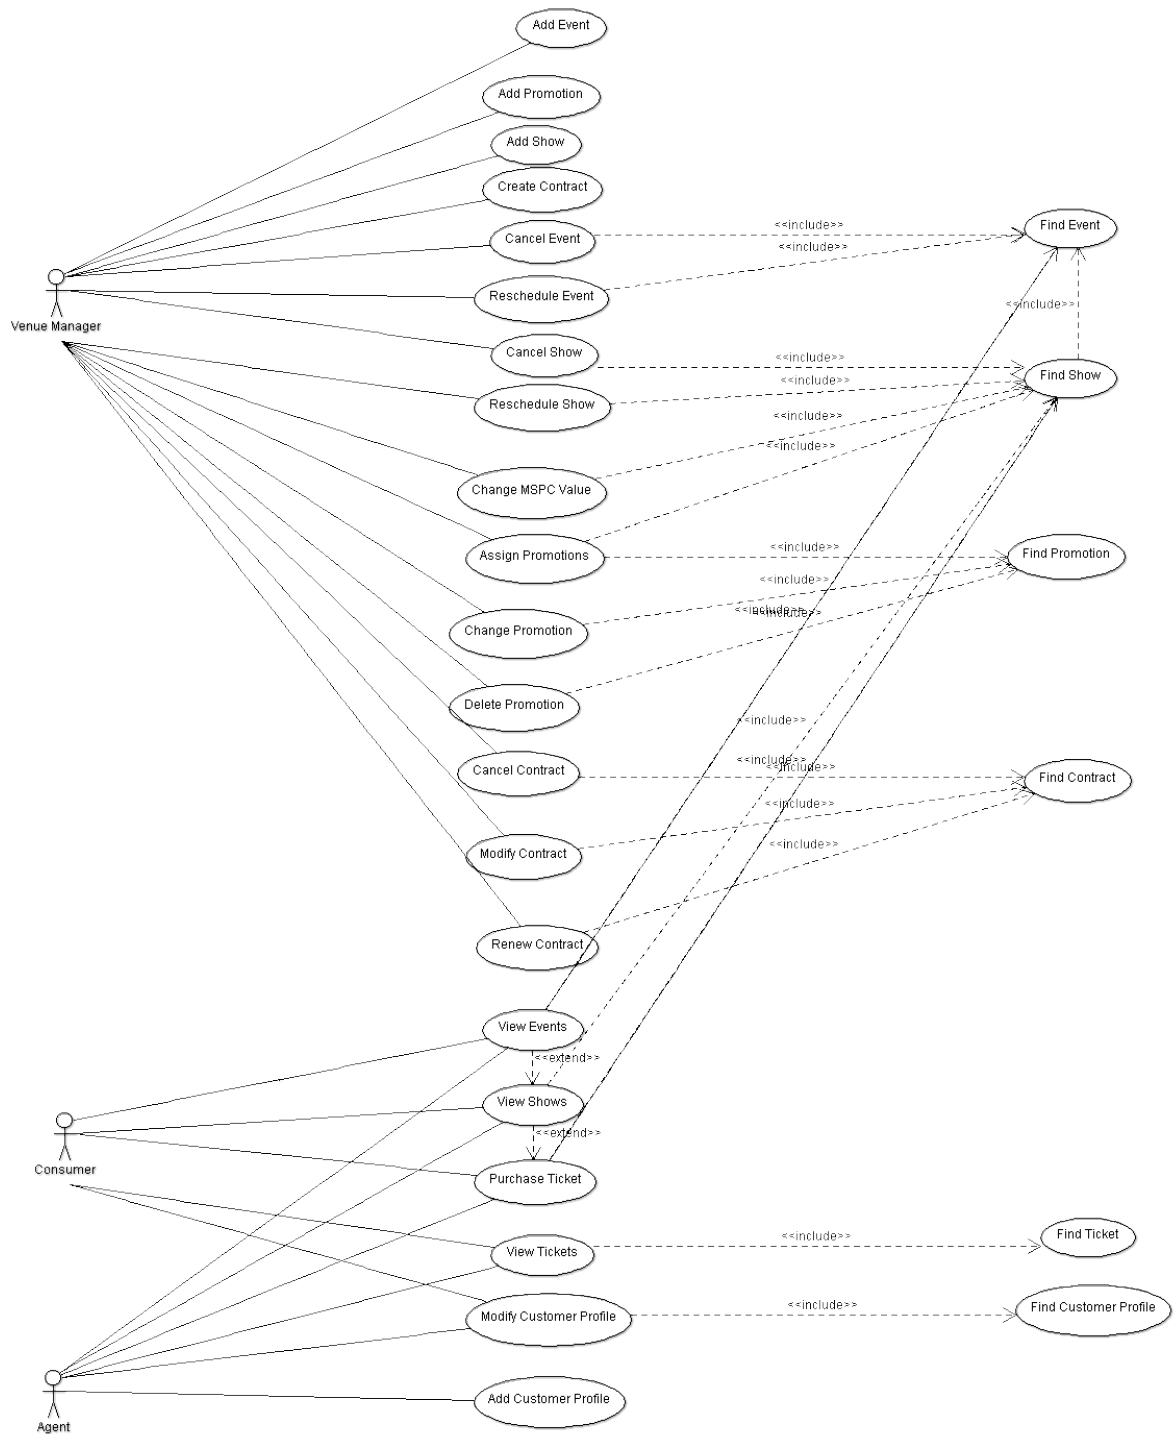 Add Event
Add Promotion
Add Show
Create Contract
<<include>>
Find Event
Cancel Event
<<include>>
Reschedule Event
<<include>>
Venue Manager
Cancel Show
<<include>>
Find Show
<<include>>
Reschedule Show
<<include>>
<<include>>
Change MSPC Value
<<include>>
Find Promotion
Assign Promotions
<<include>>
<<include>>
<<include>>
Change Promotion
Delete Promotion
<<include>>
<<include>>
<<include>>
Cancel Contract
Find Contract
<<include>>
<<include>>
Modify Contract
Renew Contract
View Events
<<extend>>
View Shows
<<extend>>
Consumer
Purchase Ticket
<<include>>
Find Ticket
View Tickets
<<include>>
Find Customer Profile
Modify Customer Profile
Add Customer Profile
Agent